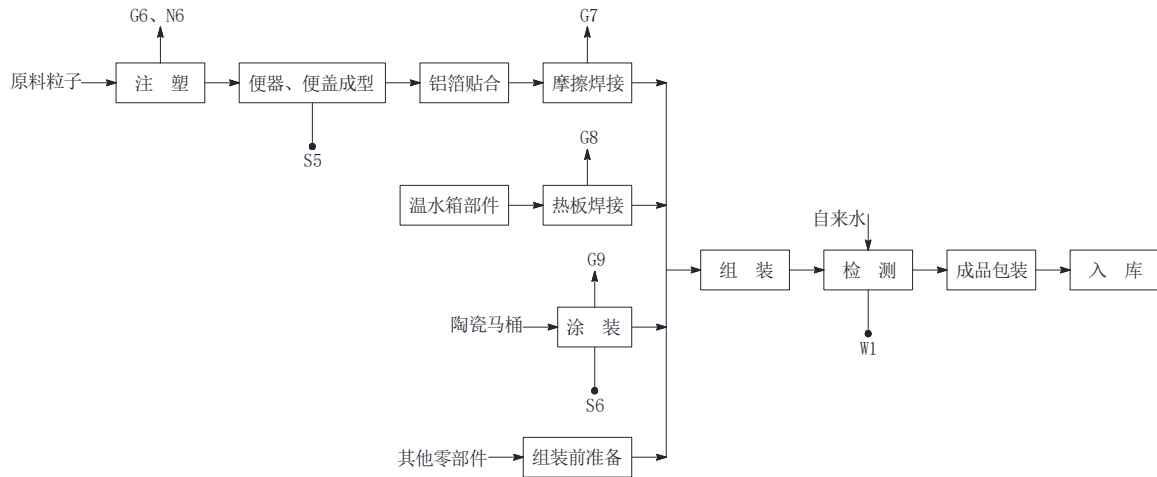 G6、N6
G7
原料粒子
注 塑
便器、便盖成型
铝箔贴合
摩擦焊接
S5
G8
温水箱部件
热板焊接
自来水
G9
组 装
检 测
成品包装
入 库
陶瓷马桶
涂 装
W1
S6
其他零部件
组装前准备